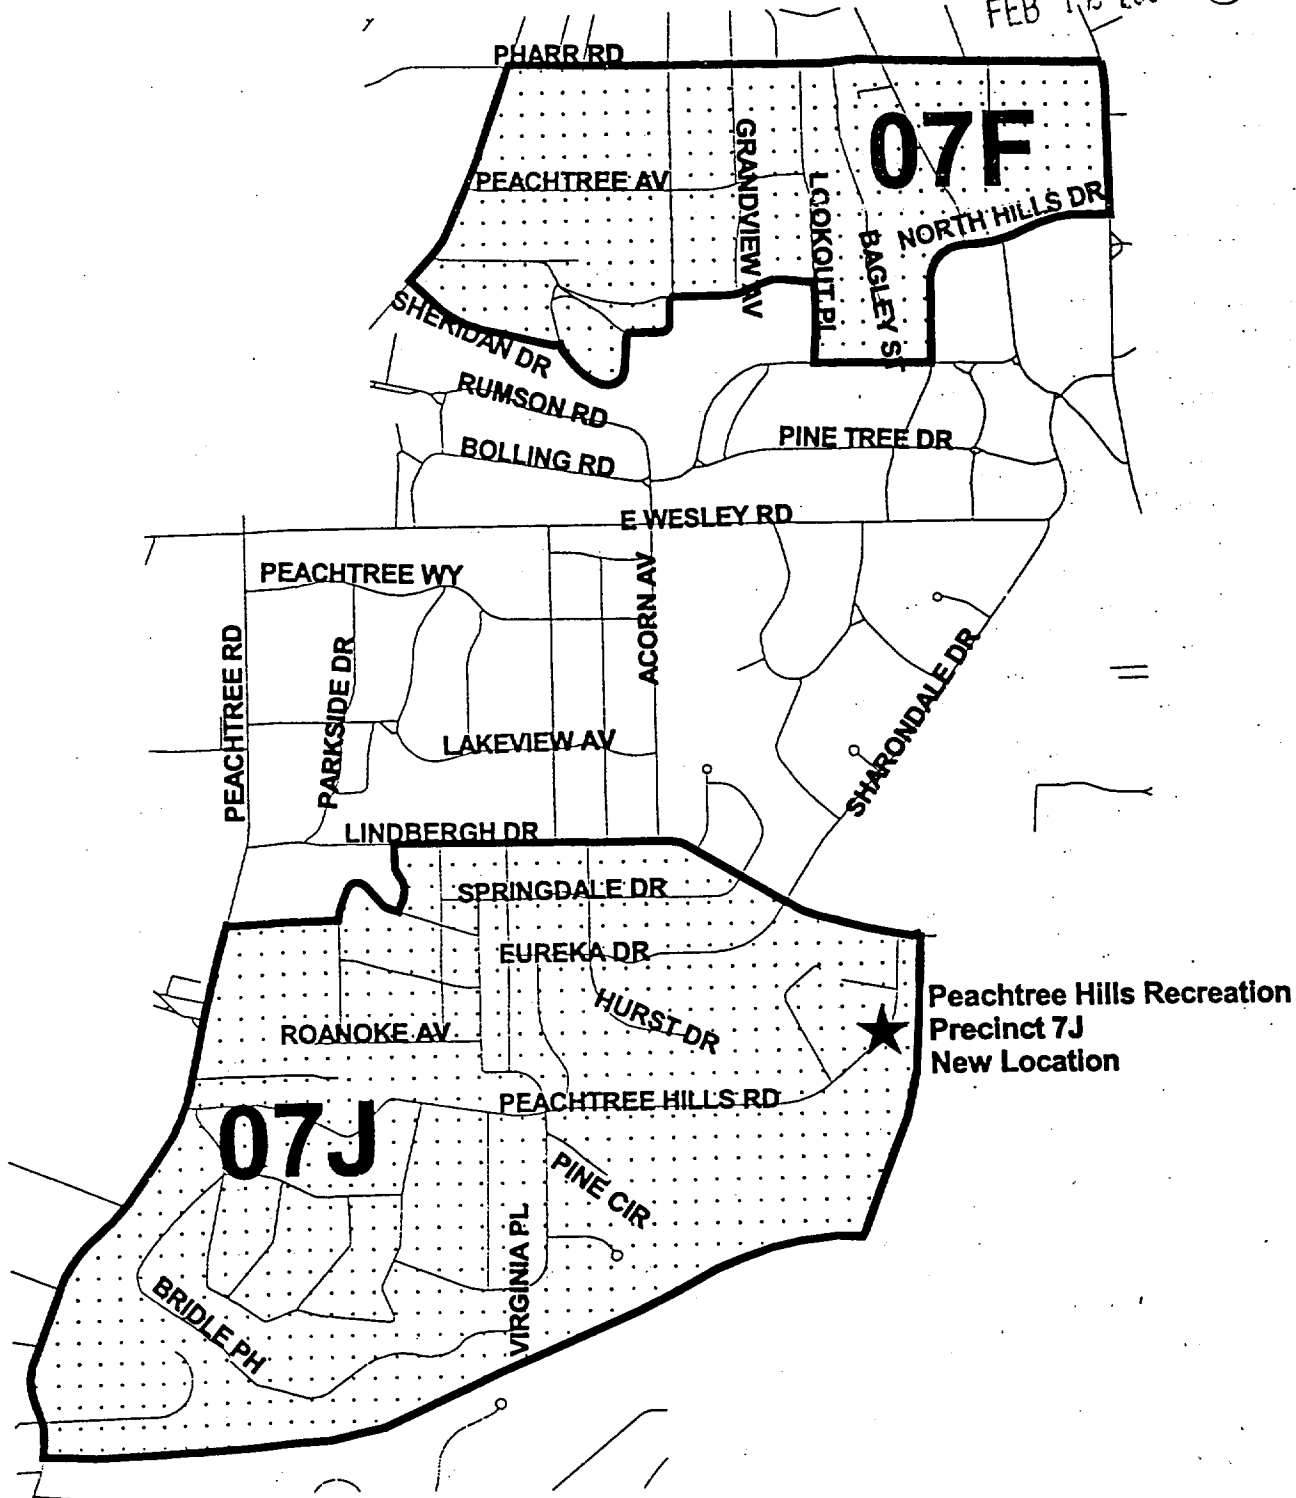 FEB
PHARR RD
07F
GRANDVIEW AV
PEACHTREE AV
LOOKOUT PL
NORTH HILLS DR
BAGLEY ST
SHERIDAN DR
RUMSON RD
PINE TREE DR
BOLLING RD
E WESLEY RD
PEACHTREE WY
ACORN AV
PEACHTREE RD
PARKSIDE DR
SHARONDALE DR
LAKEVIEW AV
LINDBERGH DR
SPRINGDALE DR
EUREKA DR
HURST DR
Peachtree Hills Recreation
Precinct 7J
New Location
ROANOKE AV
PEACHTREE HILLS RD
07J
PINE CIR
VIRGINIA PL
BRIDLE PH